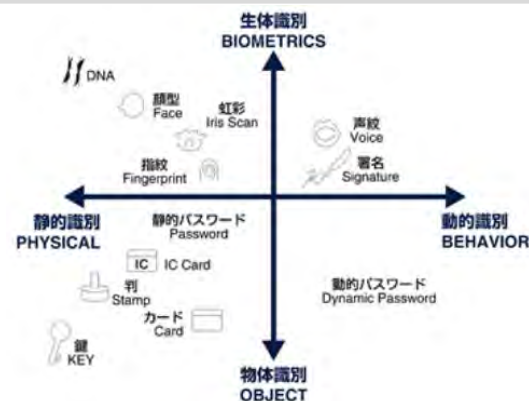 生体識別
BIOMETRICS
DNA
顔型
Face
虹彩
Iris Scan
声紋
Voice
指紋
Fingerprint
署名
Signature
静的識別
PHYSICAL
静的パスワード
Password
動的識別
BEHAVIOR
IC
IC Card
判
Stamp
動的パスワード
Dynamic Password
カード
Card
鍵
KEY
物体識別
OBJECT